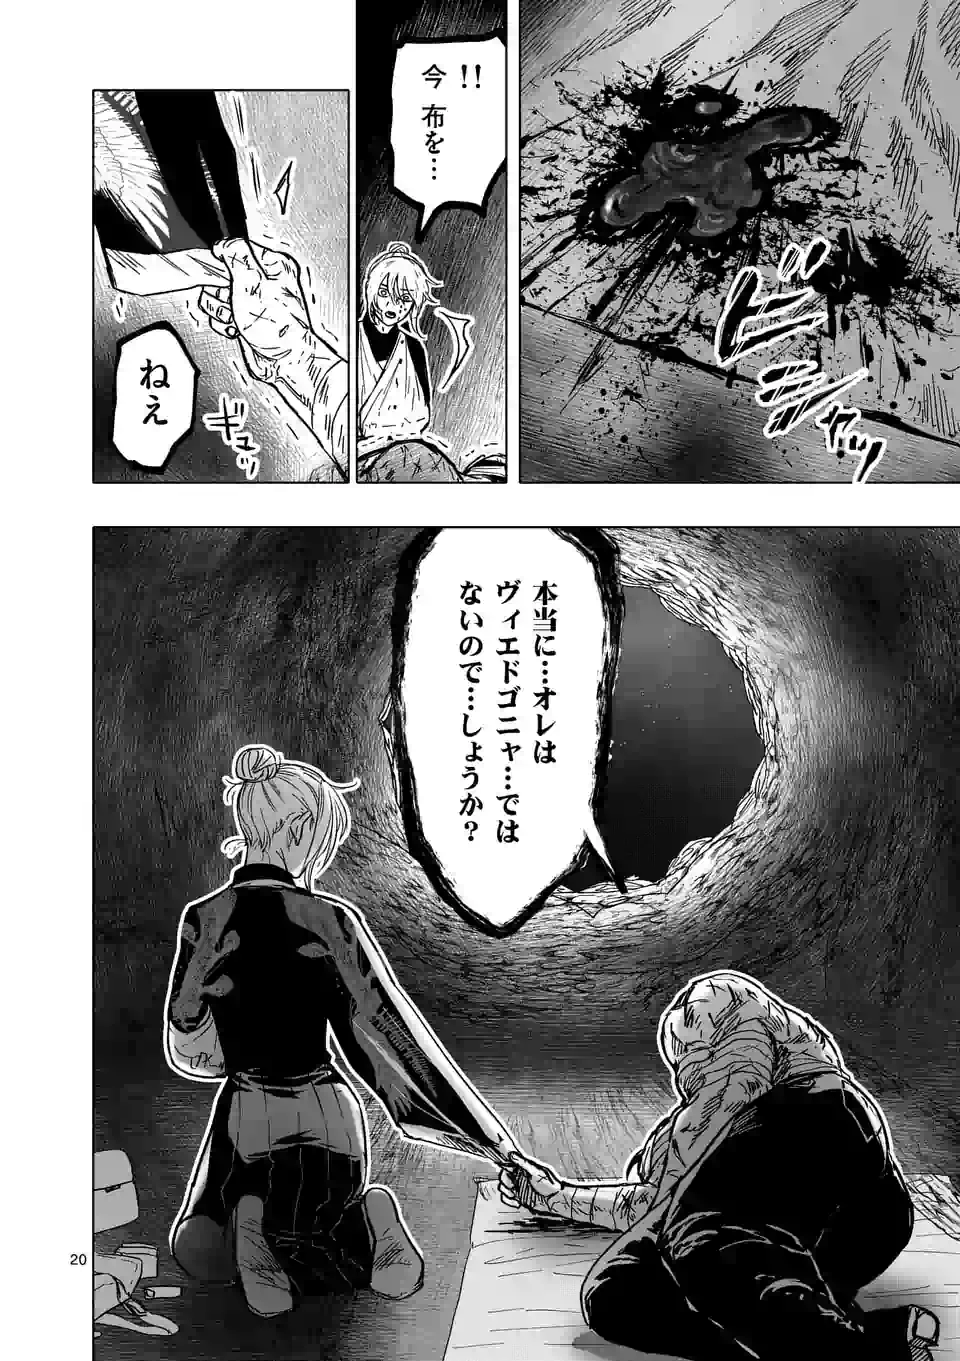 ビシャッ
!!
今 布を…
ギュッ
ねえ
本当に…オレは
ヴィエドゴニャ…では
ないので…しょうか?
20